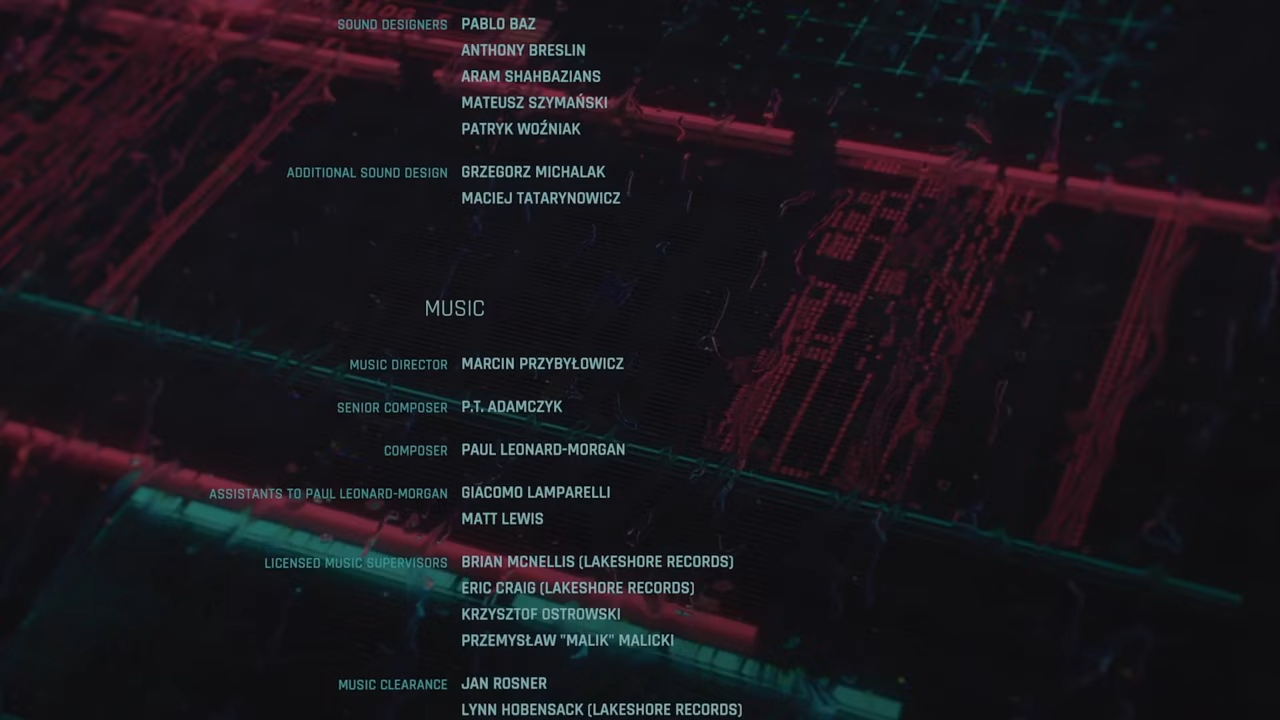 SOUND DESIGNERS PABLO BAZ
ANTHONY BRESLIN
ARAM SHAHBAZIANS
MATEUSZ SZYMAŃSKI
PATRYK WOŹNIAK
ADDITIONAL SOUND DESIGN GRZEGORZ MICHALAK
MACIEJ TATARYNOWICZ
MUSIC
MUSIC DIRECTOR MARCIN PRZYBYŁOWICZ
SENIOR COMPOSER P.T. ADAMCZYK
COMPOSER PAUL LEONARD-MORGAN
ASSISTANTS TO PAUL LEONARD-MORGAN GIACOMO LAMPARELLI
MATT LEWIS
LICENSED MUSIC SUPERVISORS BRIAN MCNELLIS (LAKESHORE RECORDS)
ERIC CRAIG (LAKESHORE RECORDS)
KRZYSZTOF OSTROWSKI
PRZEMYSŁAW "MALIK" MALICKI
MUSIC CLEARANCE JAN ROSNER
LYNN HOBENSACK (LAKESHORE RECORDS)